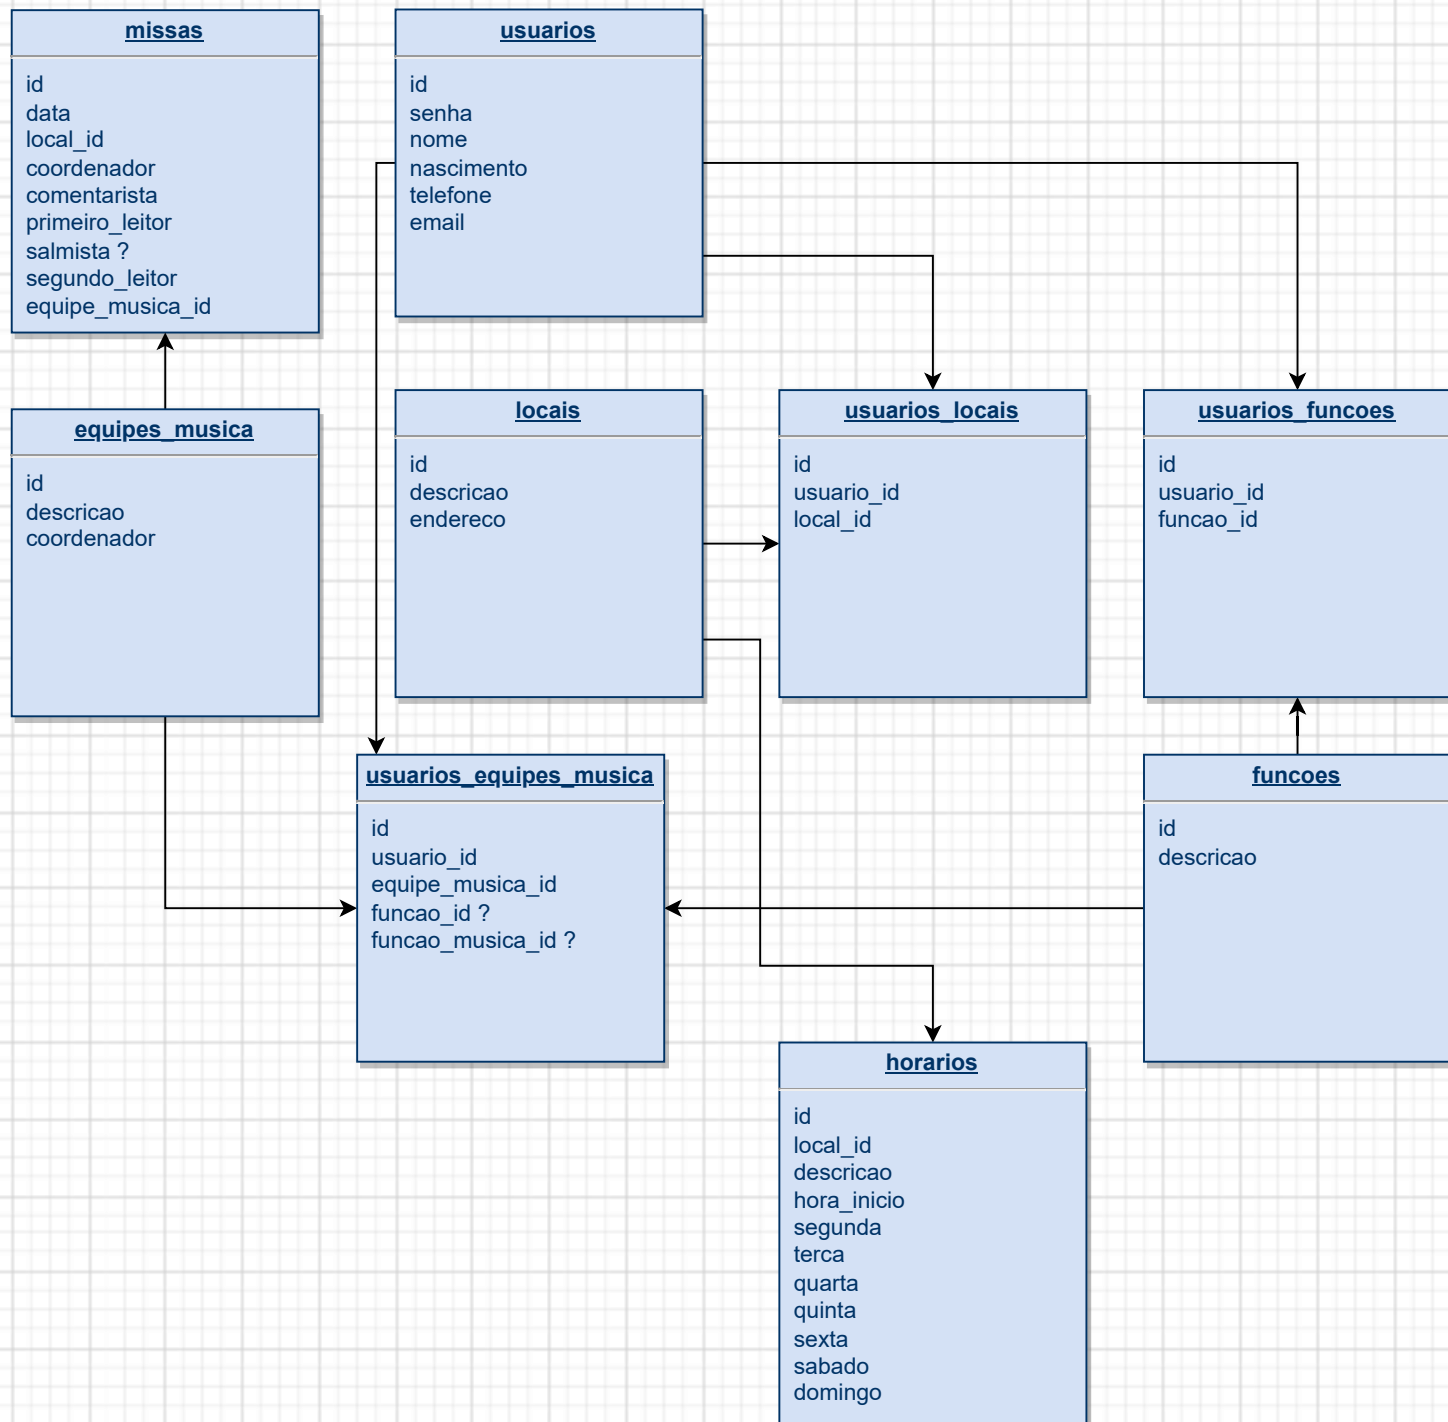 missas
id
data
local_id
coordenador
comentarista
primeiro_leitor
salmista ?
segundo_leitor
equipe_musica_id
usuarios
id
senha
nome
nascimento
telefone
email
equipes_musica
id
descricao
coordenador
locais
id
descricao
endereco
usuarios_locais
id
usuario_id
local_id
usuarios_funcoes
id
usuario_id
funcao_id
usuarios_equipes_musica
id
usuario_id
equipe_musica_id
funcao_id ?
funcao_musica_id ?
funcoes
id
descricao
horarios
id
local_id
descricao
hora_inicio
segunda
terca
quarta
quinta
sexta
sabado
domingo